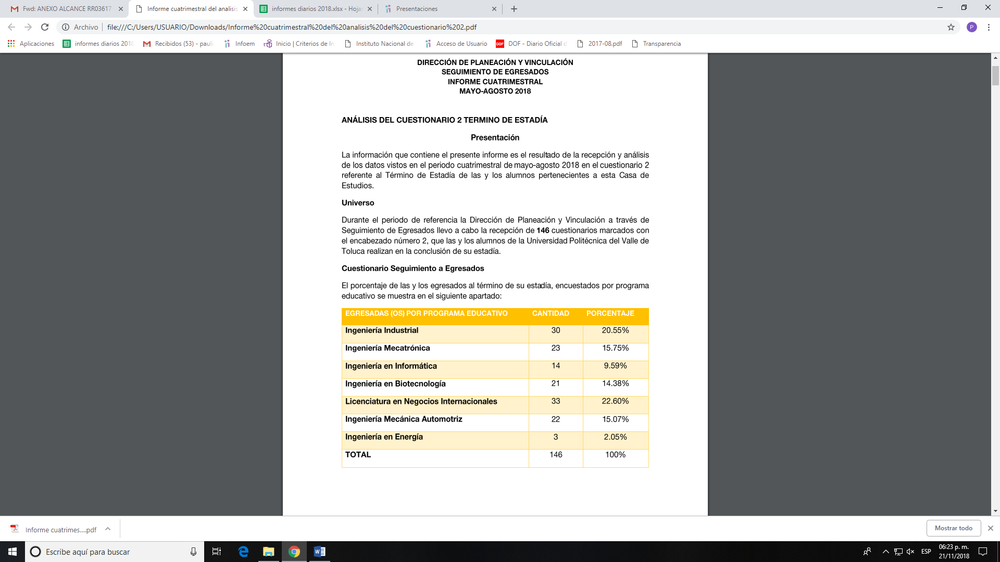 Fwd: ANEXO ALCANCE RR03617
Informe cuatrimestral del analisis
informes diarios 2018.xlsx - Hojas
Presentaciones
Archivo
file:///C:/Users/USUARIO/Downloads/Informe%20cuatrimestral%20del%20analisis%20del%20cuestionario%202.pdf
P
Aplicaciones
informes diarios 2018
Recibidos (53) - pauli
Infoem
Inicio | Criterios de In
Instituto Nacional de
Acceso de Usuario
DOF
DOF - Diario Oficial d
2017-08.pdf
Transparencia
DIRECCIÓN DE PLANEACIÓN Y VINCULACIÓN
SEGUIMIENTO DE EGRESADOS
INFORME CUATRIMESTRAL
MAYO-AGOSTO 2018
ANÁLISIS DEL CUESTIONARIO 2 TERMINO DE ESTADÍA
Presentación
La información que contiene el presente informe es el resultado de la recepción y análisis
de los datos vistos en el periodo cuatrimestral de mayo-agosto 2018 en el cuestionario 2
referente al Término de Estadía de las y los alumnos pertenecientes a esta Casa de
Estudios.
Universo
Durante el periodo de referencia la Dirección de Planeación y Vinculación a través de
Seguimiento de Egresados llevo a cabo la recepción de 146 cuestionarios marcados con
el encabezado número 2, que las y los alumnos de la Universidad Politécnica del Valle de
Toluca realizan en la conclusión de su estadía.
Cuestionario Seguimiento a Egresados
El porcentaje de las y los egresados al término de su estadía, encuestados por programa
educativo se muestra en el siguiente apartado:
EGRESADAS (OS) POR PROGRAMA EDUCATIVO CANTIDAD PORCENTAJE
Ingeniería Industrial 30 20.55%
Ingeniería Mecatrónica 23 15.75%
Ingeniería en Informática 14 9.59%
Ingeniería en Biotecnología 21 14.38%
Licenciatura en Negocios Internacionales 33 22.60%
Ingeniería Mecánica Automotriz 22 15.07%
Ingeniería en Energía 3 2.05%
TOTAL 146 100%
Informe cuatrimes....pdf
Mostrar todo
Escribe aquí para buscar
ESP
06:23 p. m.
21/11/2018